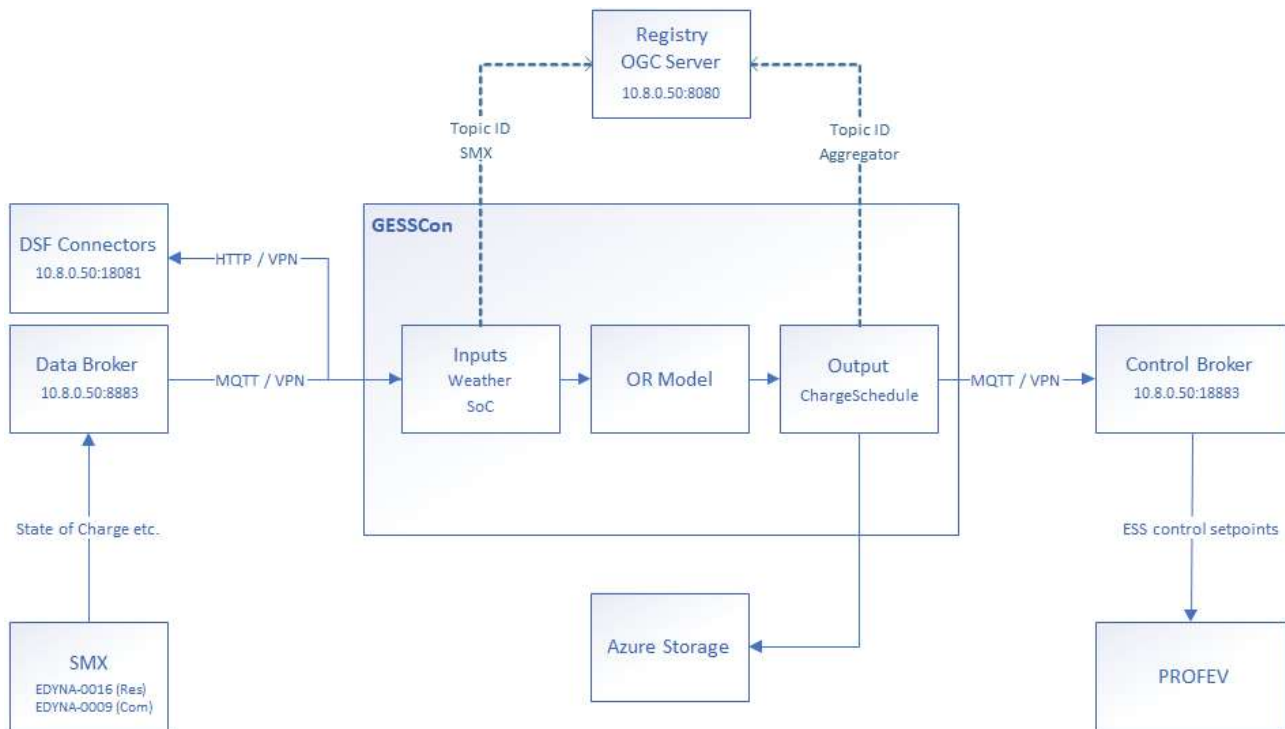 Registry
OGC Server
10.8.0.50:8080
Topic ID
SMX
Topic ID
Aggregator
GESSCon
DSF Connectors
10.8.0.50:18081
HTTP / VPN
Data Broker
10.8.0.50:8883
MQTT / VPN
Inputs
Weather
SoC
OR Model
Output
ChargeSchedule
MQTT / VPN
Control Broker
10.8.0.50:18883
State of Charge etc.
ESS control setpoints
SMX
EDYNA-0016 (Res)
EDYNA-0009 (Com)
Azure Storage
PROFEV